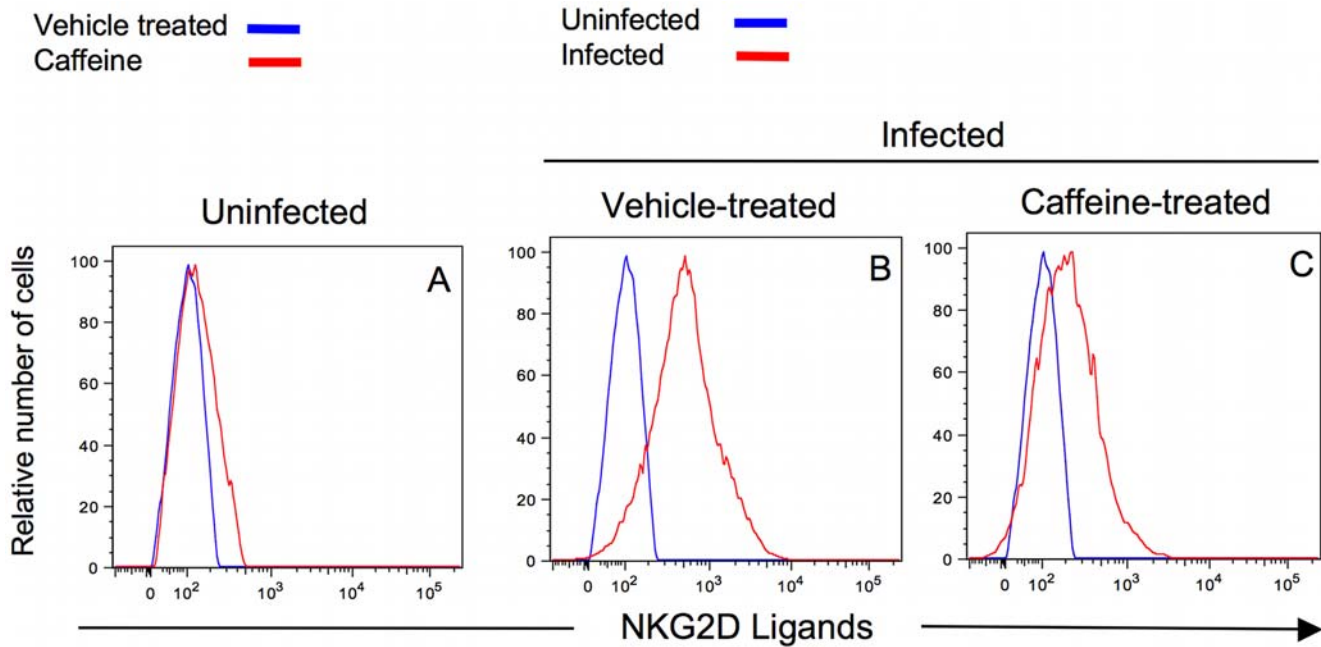 Vehicle treated
Caffeine
Uninfected
Infected
Infected
Uninfected
Vehicle-treated
Caffeine-treated
Relative number of cells
A
100
80
60
40
20
0
0 10² 10³ 10⁴ 10⁵
B
100
80
60
40
20
0
0 10² 10³ 10⁴ 10⁵
C
100
80
60
40
20
0
0 10² 10³ 10⁴ 10⁵
NKG2D Ligands